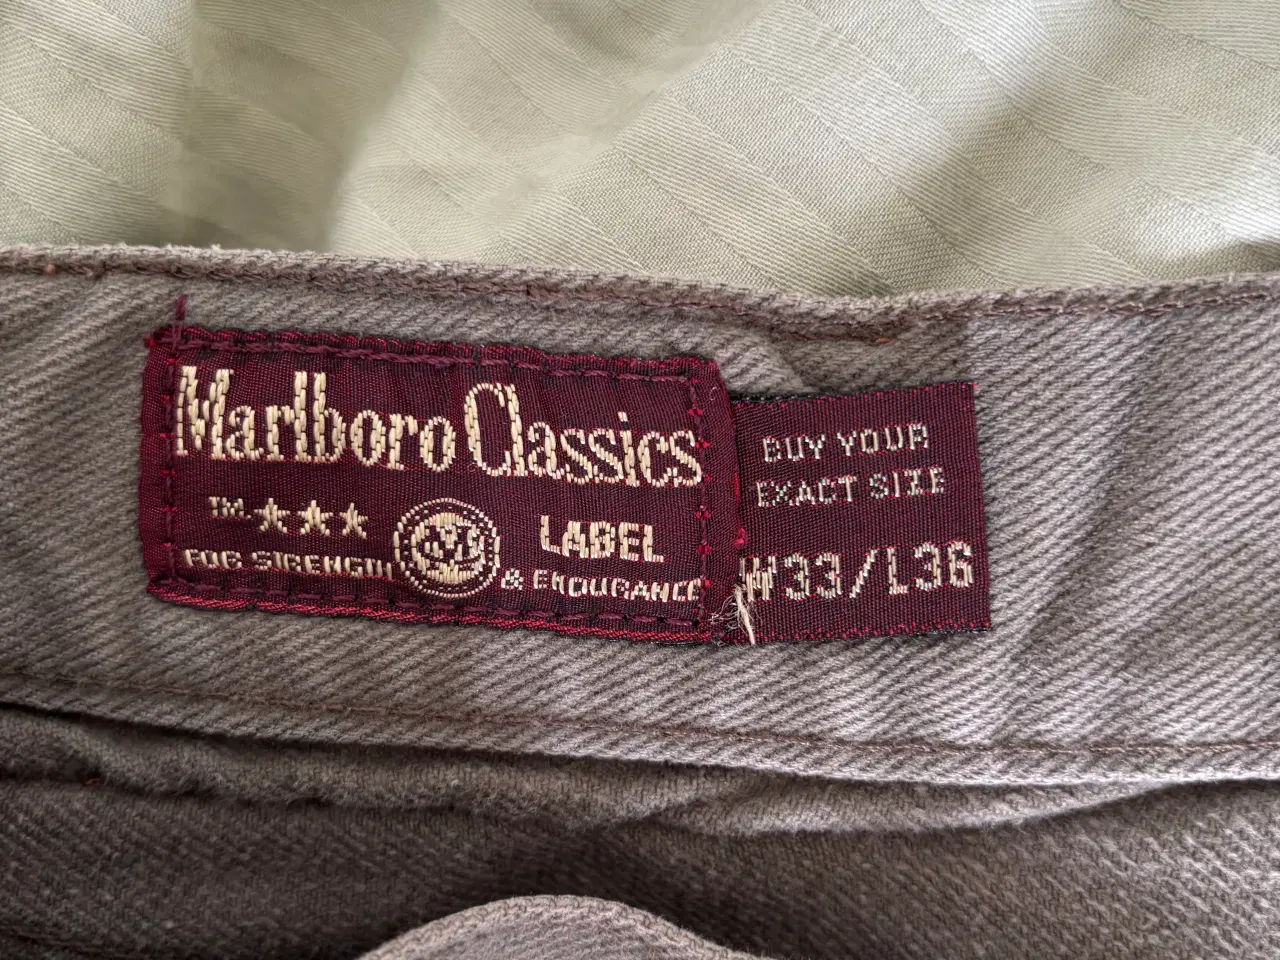 Marlboro Classics
™ ★★★ LABEL
FOR STRENGTH & ENDURANCE
BUY YOUR
EXACT SIZE
W33/L36